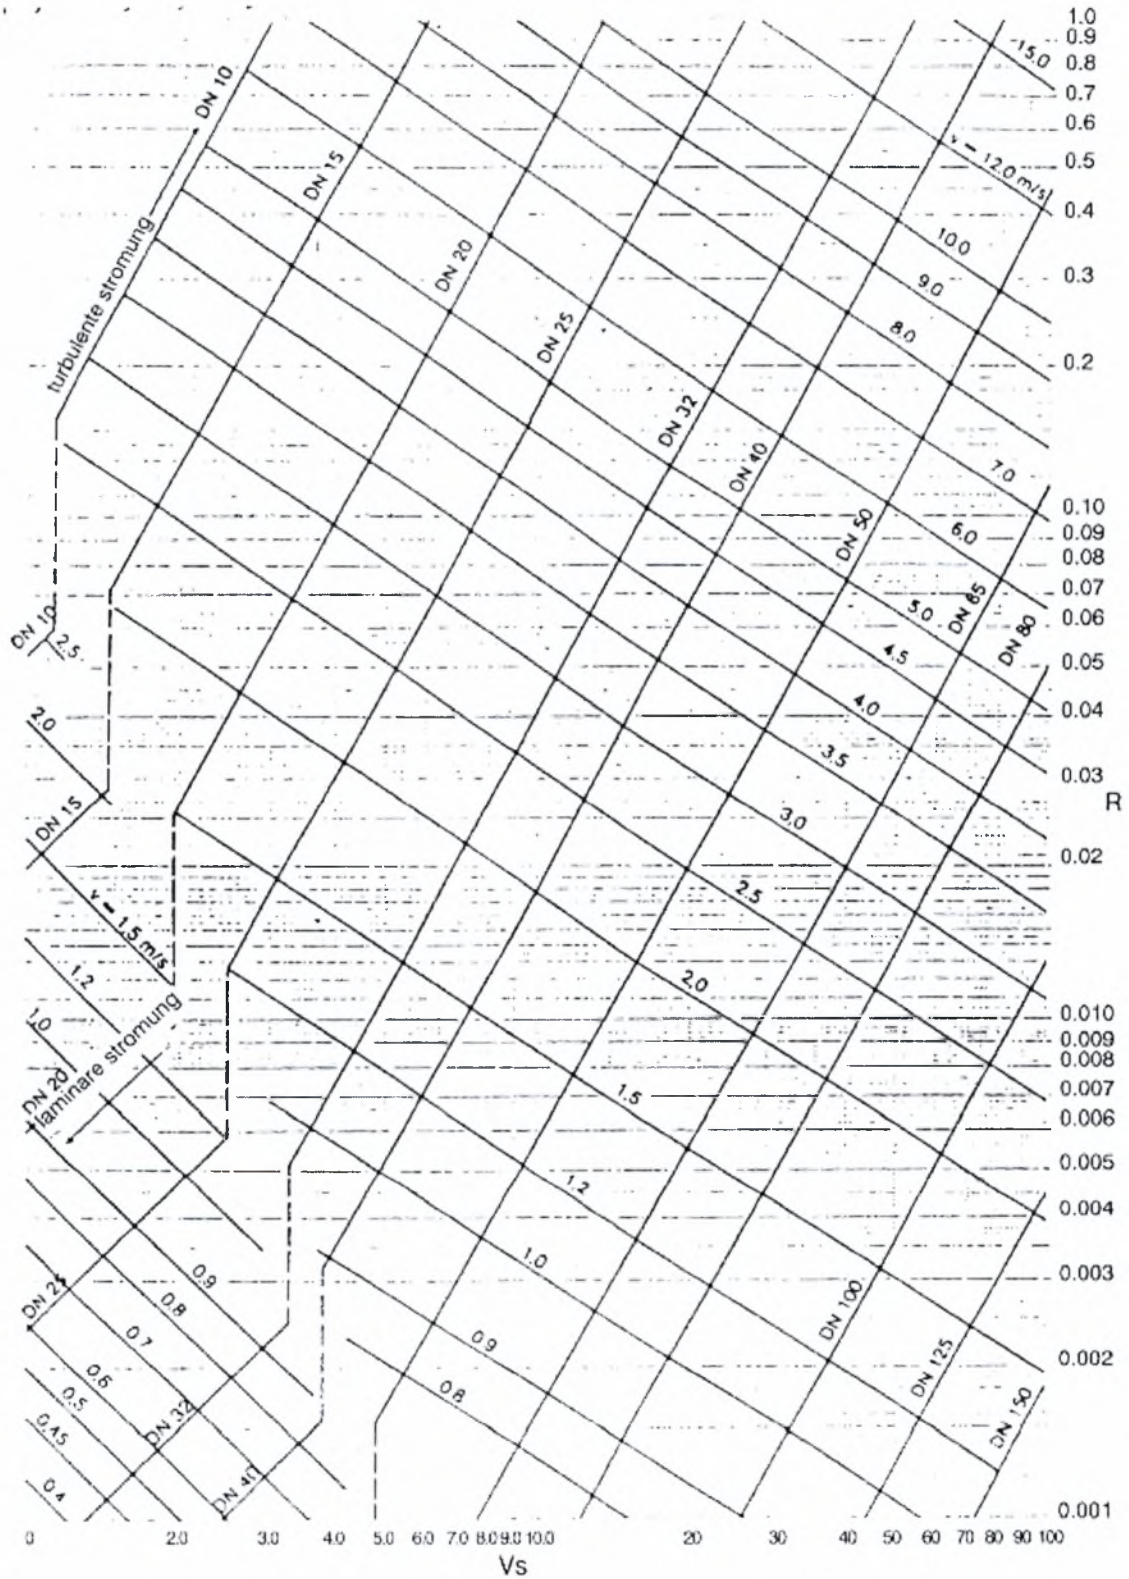 1.0
0.9
0.8
0.7
0.6
0.5
0.4
0.3
0.2
0.10
0.09
0.08
0.07
0.06
0.05
0.04
0.03
R
0.02
0.010
0.009
0.008
0.007
0.006
0.005
0.004
0.003
0.002
0.001
15.0
v = 12.0 m/s
10.0
9.0
8.0
7.0
6.0
5.0
4.5
4.0
3.5
3.0
2.5
2.0
1.5
1.2
1.0
0.9
0.8
turbulente stromung
DN 10
DN 15
DN 20
DN 25
DN 32
DN 40
DN 50
DN 65
DN 80
DN 100
DN 125
DN 150
DN 10
2.5
2.0
DN 15
v = 1.5 m/s
1.2
1.0
DN 20
laminare stromung
0.9
0.8
DN 25
0.7
0.6
0.5
DN 32
0.45
DN 40
0.4
0 2.0 3.0 4.0 5.0 6.0 7.0 8.0 9.0 10.0 20 30 40 50 60 70 80 90 100
Vs